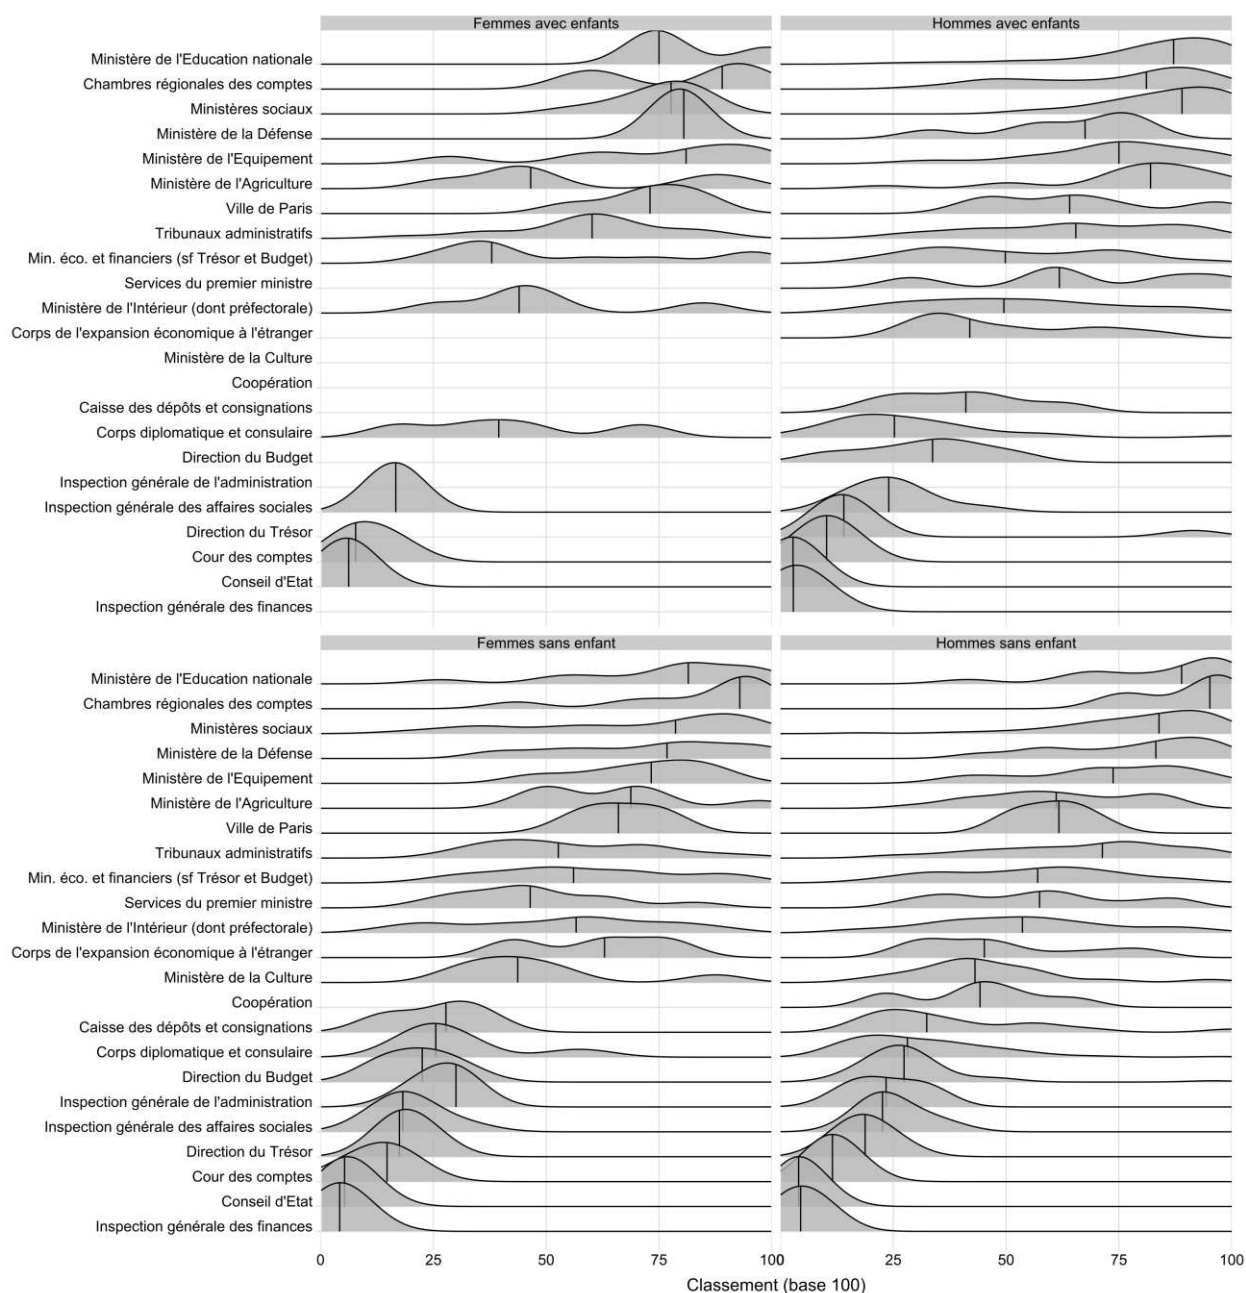 Femmes avec enfants
Hommes avec enfants
Ministère de l'Education nationale
Chambres régionales des comptes
Ministères sociaux
Ministère de la Défense
Ministère de l'Equipement
Ministère de l'Agriculture
Ville de Paris
Tribunaux administratifs
Min. éco. et financiers (sf Trésor et Budget)
Services du premier ministre
Ministère de l'Intérieur (dont préfectorale)
Corps de l'expansion économique à l'étranger
Ministère de la Culture
Coopération
Caisse des dépôts et consignations
Corps diplomatique et consulaire
Direction du Budget
Inspection générale de l'administration
Inspection générale des affaires sociales
Direction du Trésor
Cour des comptes
Conseil d'Etat
Inspection générale des finances
Femmes sans enfant
Hommes sans enfant
Ministère de l'Education nationale
Chambres régionales des comptes
Ministères sociaux
Ministère de la Défense
Ministère de l'Equipement
Ministère de l'Agriculture
Ville de Paris
Tribunaux administratifs
Min. éco. et financiers (sf Trésor et Budget)
Services du premier ministre
Ministère de l'Intérieur (dont préfectorale)
Corps de l'expansion économique à l'étranger
Ministère de la Culture
Coopération
Caisse des dépôts et consignations
Corps diplomatique et consulaire
Direction du Budget
Inspection générale de l'administration
Inspection générale des affaires sociales
Direction du Trésor
Cour des comptes
Conseil d'Etat
Inspection générale des finances
0 25 50 75 100 0 25 50 75 100
Classement (base 100)